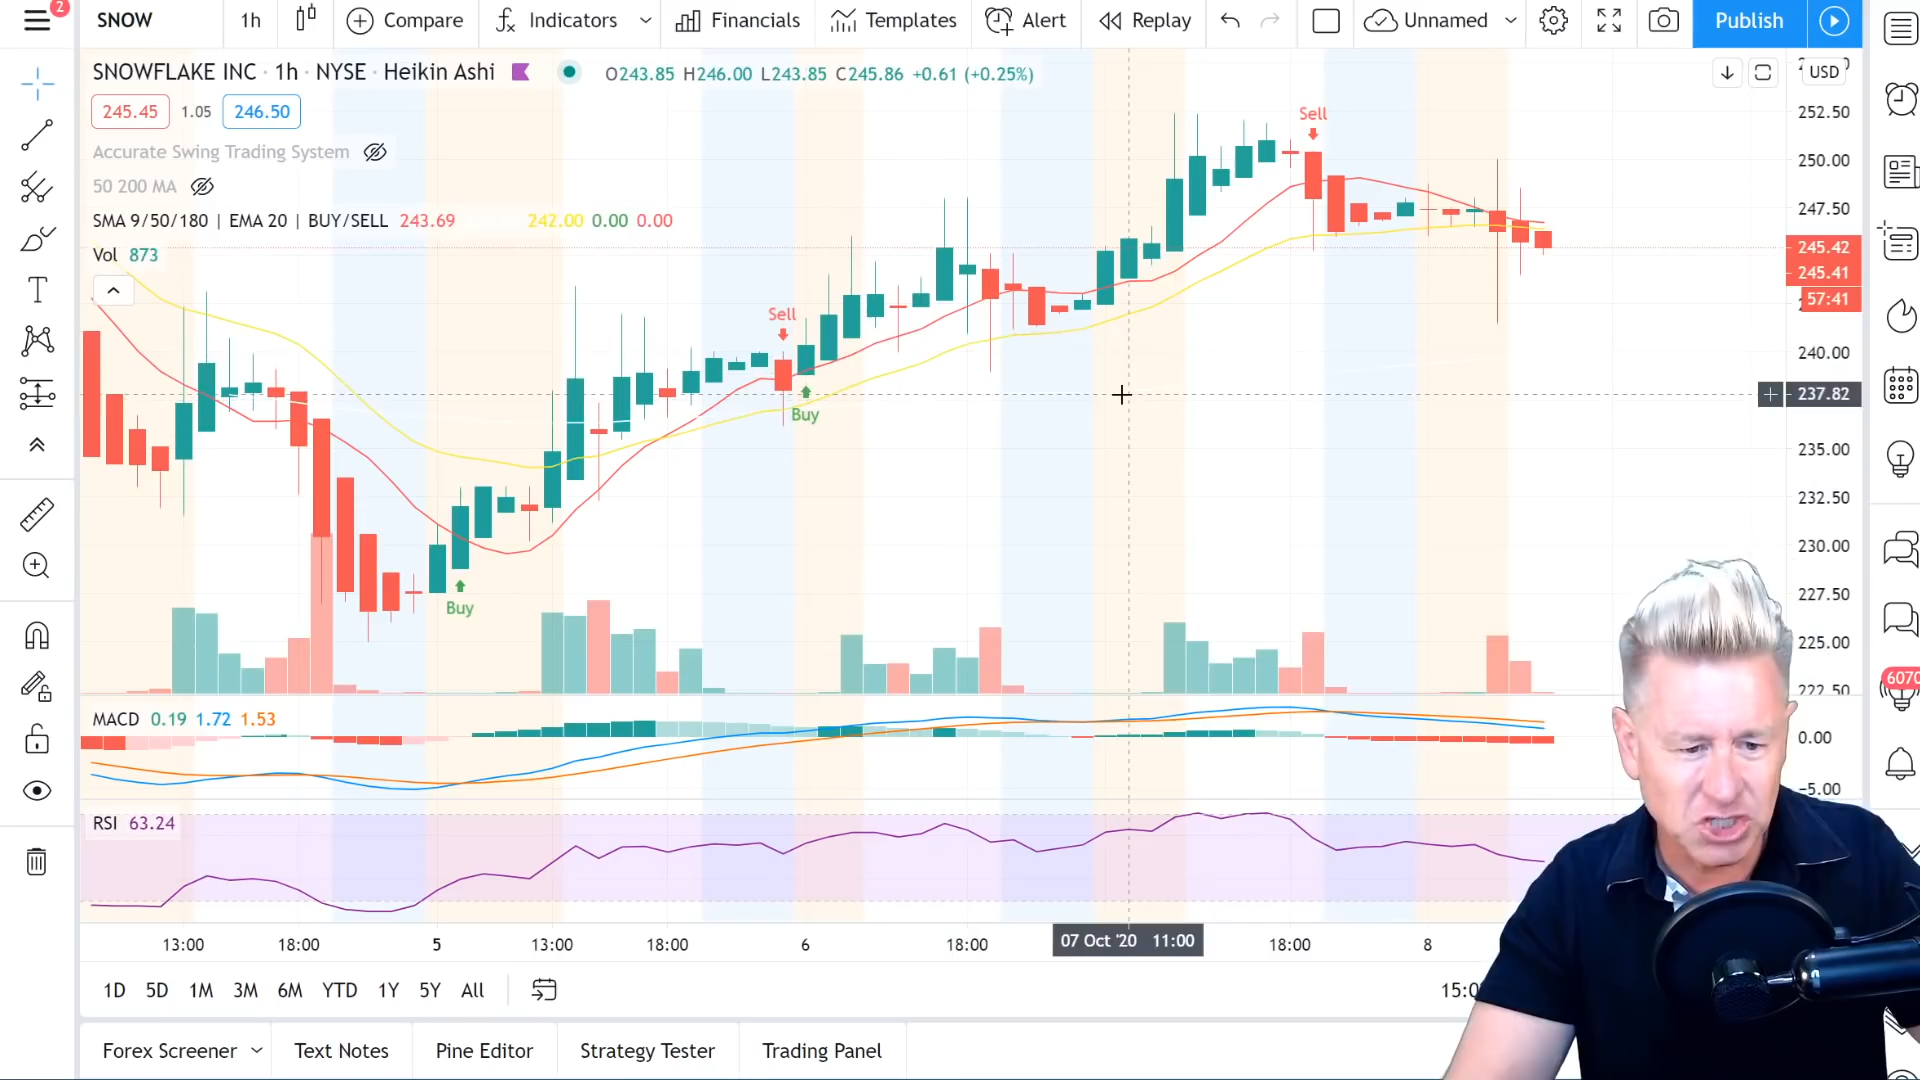 2
SNOW
1h
Compare
Indicators
Financials
Templates
Alert
Replay
Unnamed
Publish
SNOWFLAKE INC · 1h · NYSE · Heikin Ashi
O243.85 H246.00 L243.85 C245.86 +0.61 (+0.25%)
USD
245.45
1.05
246.50
Accurate Swing Trading System
50 200 MA
SMA 9/50/180 | EMA 20 | BUY/SELL 243.69 242.00 0.00 0.00
Vol 873
Sell
Sell
Buy
Buy
252.50
250.00
247.50
245.42
245.41
57:41
240.00
237.82
235.00
232.50
230.00
227.50
225.00
222.50
MACD 0.19 1.72 1.53
0.00
-5.00
RSI 63.24
6070
13:00
18:00
5
13:00
18:00
6
18:00
07 Oct '20 11:00
18:00
8
1D
5D
1M
3M
6M
YTD
1Y
5Y
All
Forex Screener
Text Notes
Pine Editor
Strategy Tester
Trading Panel